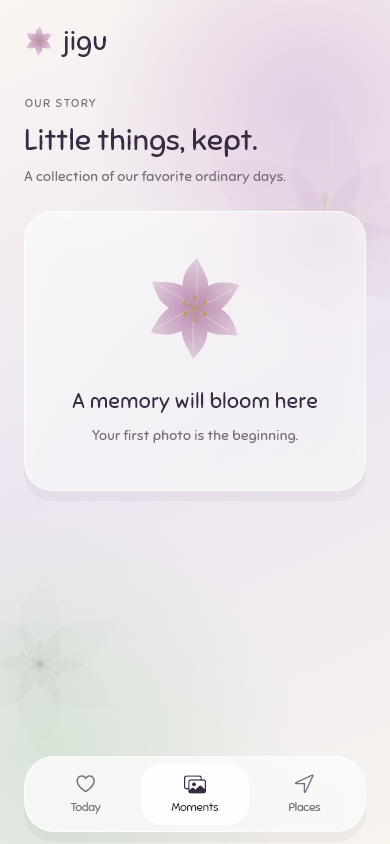 jigu
OUR STORY
Little things, kept.
A collection of our favorite ordinary days.
A memory will bloom here
Your first photo is the beginning.
Today
Moments
Places